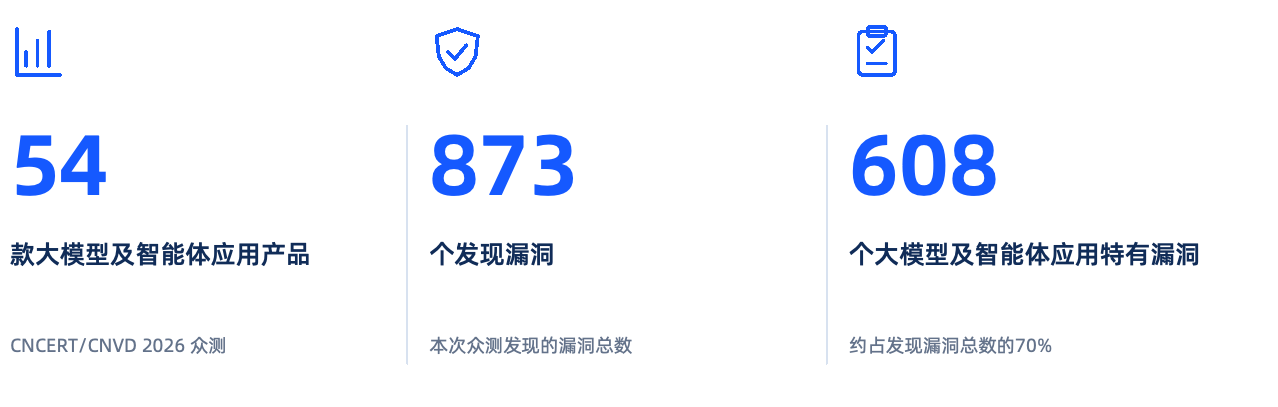 54
款大模型及智能体应用产品
CNCERT/CNVD 2026 众测
873
个发现漏洞
本次众测发现的漏洞总数
608
个大模型及智能体应用特有漏洞
约占发现漏洞总数的70%